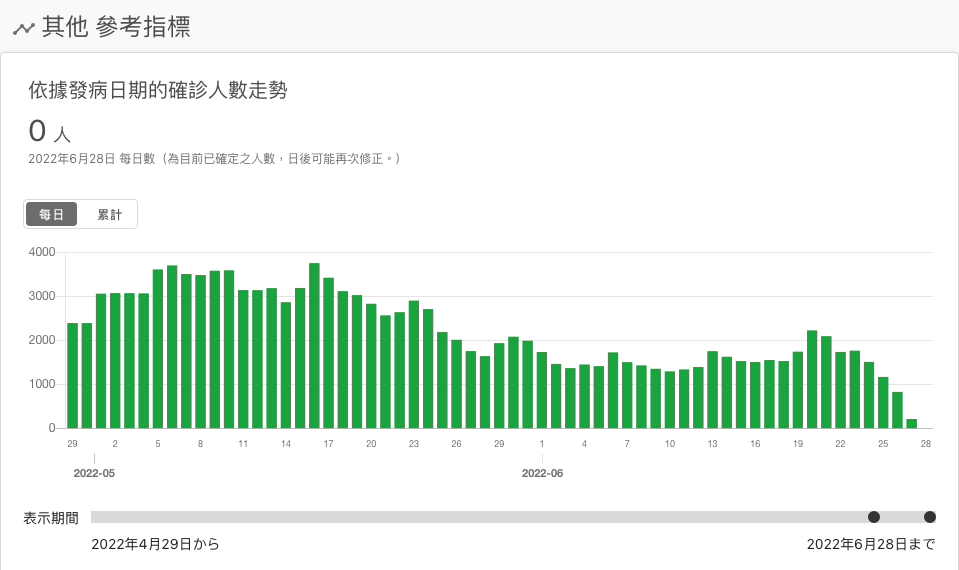 其他 參考指標
依據發病日期的確診人數走勢
0 人
2022年6月28日 每日數（為目前已確定之人數，日後可能再次修正。）
每日 累計
4000
3000
2000
1000
0
29 2 5 8 11 14 17 20 23 26 29 1 4 7 10 13 16 19 22 25 28
2022-05 2022-06
表示期間
2022年4月29日から 2022年6月28日まで